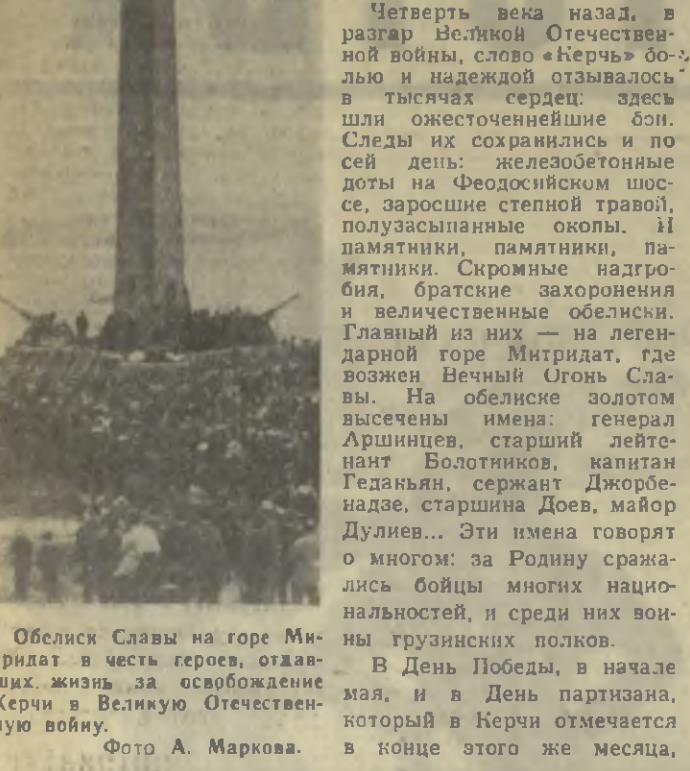 Четверть века назад, в
разгар Великой Отечествен-
ной войны, слово «Керчь» бо-
лью и надеждой отзывалось
в тысячах сердец: здесь
шли ожесточеннейшие бои.
Следы их сохранились и по
сей день: железобетонные
доты на Феодосийском шос-
се, заросшие степной травой,
полузасыпанные окопы. И
памятники, памятники, па-
мятники. Скромные надгро-
бия, братские захоронения
и величественные обелиски.
Главный из них — на леген-
дарной горе Митридат, где
возжен Вечный Огонь Сла-
вы. На обелиске золотом
высечены имена: генерал
Аршинцев, старший лейте-
нант Болотников, капитан
Геданьян, сержант Джорбе-
надзе, старшина Доев, майор
Дулиев... Эти имена говорят
о многом: за Родину сража-
лись бойцы многих нацио-
нальностей, и среди них вои-
ны грузинских полков.
В День Победы, в начале
мая, и в День партизана,
который в Керчи отмечается
в конце этого же месяца,
Обелиск Славы на горе Ми-
ридат в честь героев, отдав-
ших жизнь за освобождение
Керчи в Великую Отечествен-
ную войну.
Фото А. Маркова.